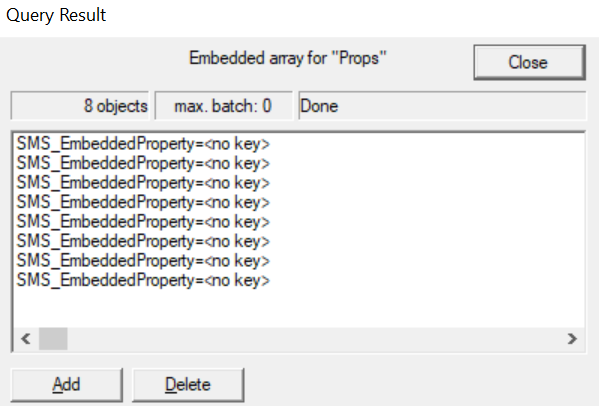 Query Result
Embedded array for "Props"
Close
8 objects
max. batch: 0
Done
SMS_EmbeddedProperty=<no key>
SMS_EmbeddedProperty=<no key>
SMS_EmbeddedProperty=<no key>
SMS_EmbeddedProperty=<no key>
SMS_EmbeddedProperty=<no key>
SMS_EmbeddedProperty=<no key>
SMS_EmbeddedProperty=<no key>
SMS_EmbeddedProperty=<no key>
Add
Delete